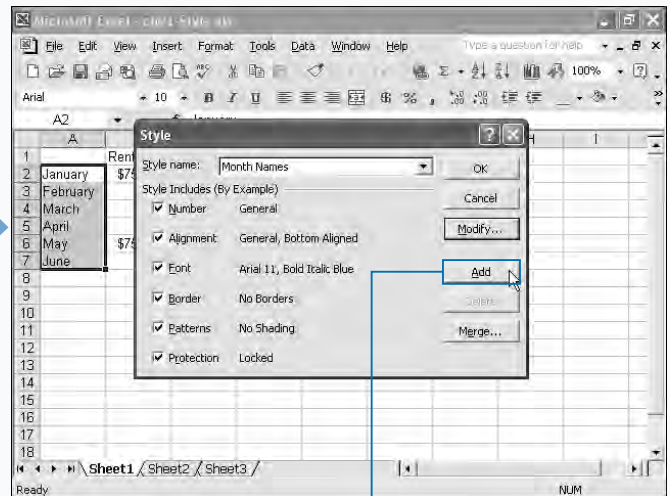 Microsoft Excel -
File Edit View Insert Format Tools Data Window Help Type a question for help
100%
Arial 10 B I U
A2
Style
Style name: Month Names
OK
Style Includes (By Example)
Cancel
Number General
Modify...
Alignment General, Bottom Aligned
Add
Font Arial 11, Bold Italic Blue
Delete
Border No Borders
Merge...
Patterns No Shading
Protection Locked
A H I
1
2 January
3 February
4 March
5 April
6 May
7 June
8
9
10
11
12
13
14
15
16
17
18
Sheet1 Sheet2 Sheet3
Ready NUM